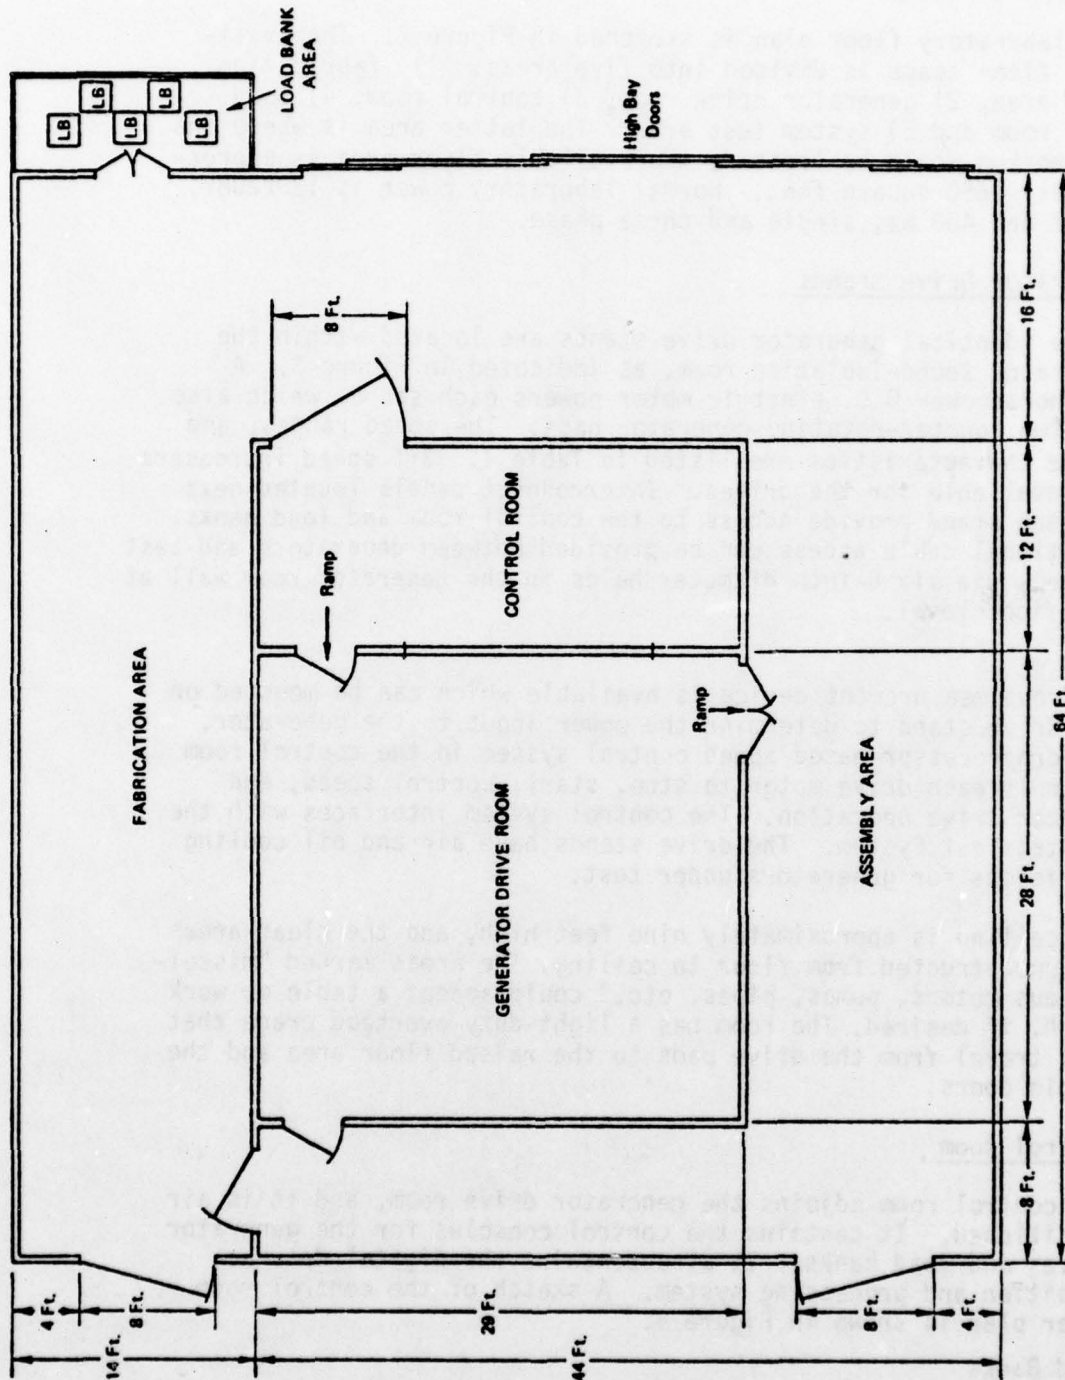 LOAD BANK
AREA
LB
LB
LB
LB
LB
High Bay
Doors
FABRICATION AREA
8 Ft.
16 Ft.
Ramp
CONTROL ROOM
12 Ft.
GENERATOR DRIVE ROOM
Ramp
ASSEMBLY AREA
28 Ft.
64 Ft.
8 Ft.
4 Ft.
8 Ft.
14 Ft.
29 Ft.
44 Ft.
8 Ft.